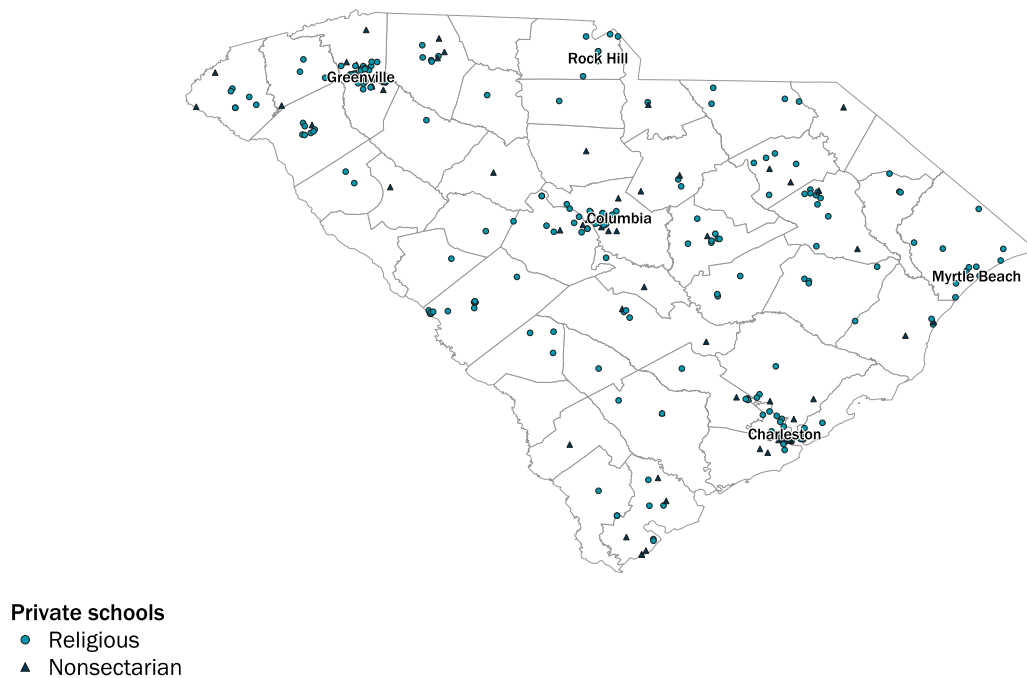 Rock Hill
Greenville
Columbia
Myrtle Beach
Charleston
Private schools
Religious
Nonsectarian